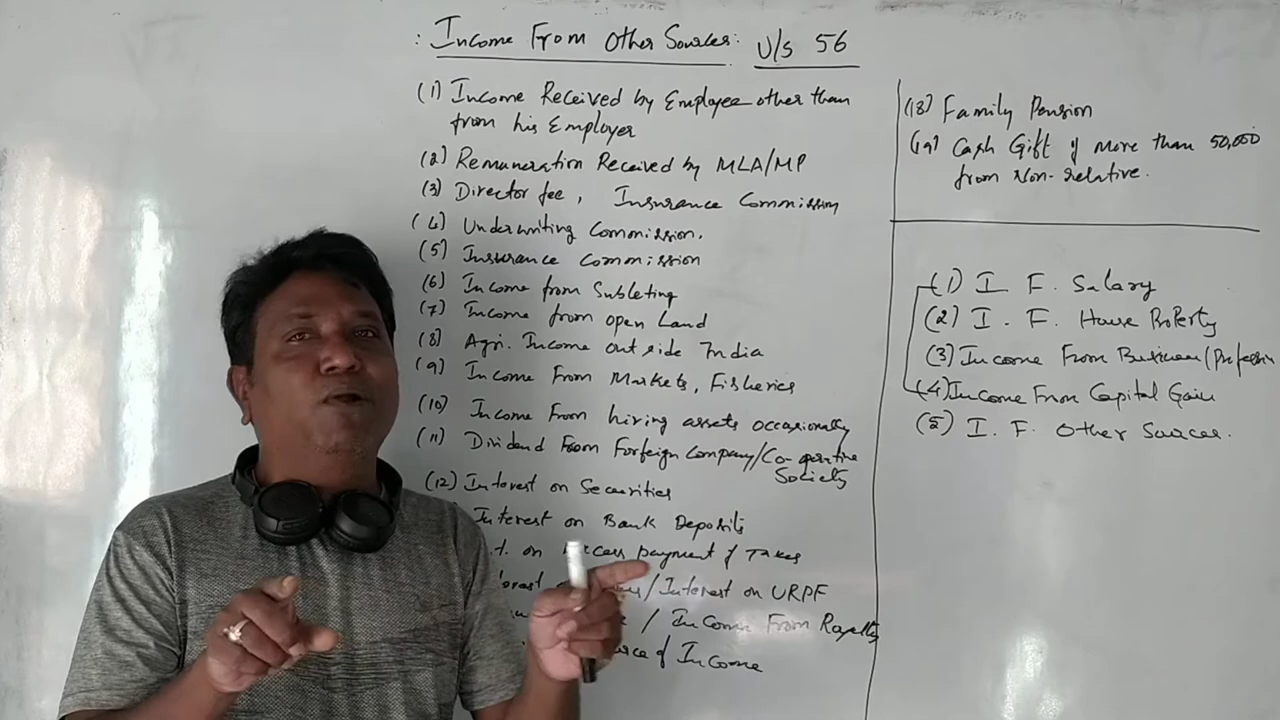 : Income From Other Sources: U/s 56
(1) Income Received by Employee other than
from his Employer
(2) Remuneration Received by MLA/MP
(3) Director fee, Insurance Commission
(4) Underwriting Commission.
(5) Insurance Commission
(6) Income from Subleting
(7) Income from open Land
(8) Agri. Income out side India
(9) Income From Markets, Fisheries
(10) Income From hiring assets occasionally
(11) Dividend From Forfeign Company/Co-operative
Society
(12) Interest on Securities
Interest on Bank Deposits
on Excess payment of Taxes
/Interest on URPF
/ Income From Royalty
of Income
(18) Family Pension
(19) Cash Gift if more than 50,000
from Non-relative.
(1) I F. Salary
(2) I. F. House Property
(3) Income From Business/Profession
(4) Income From Capital Gain
(5) I. F. Other Sources.